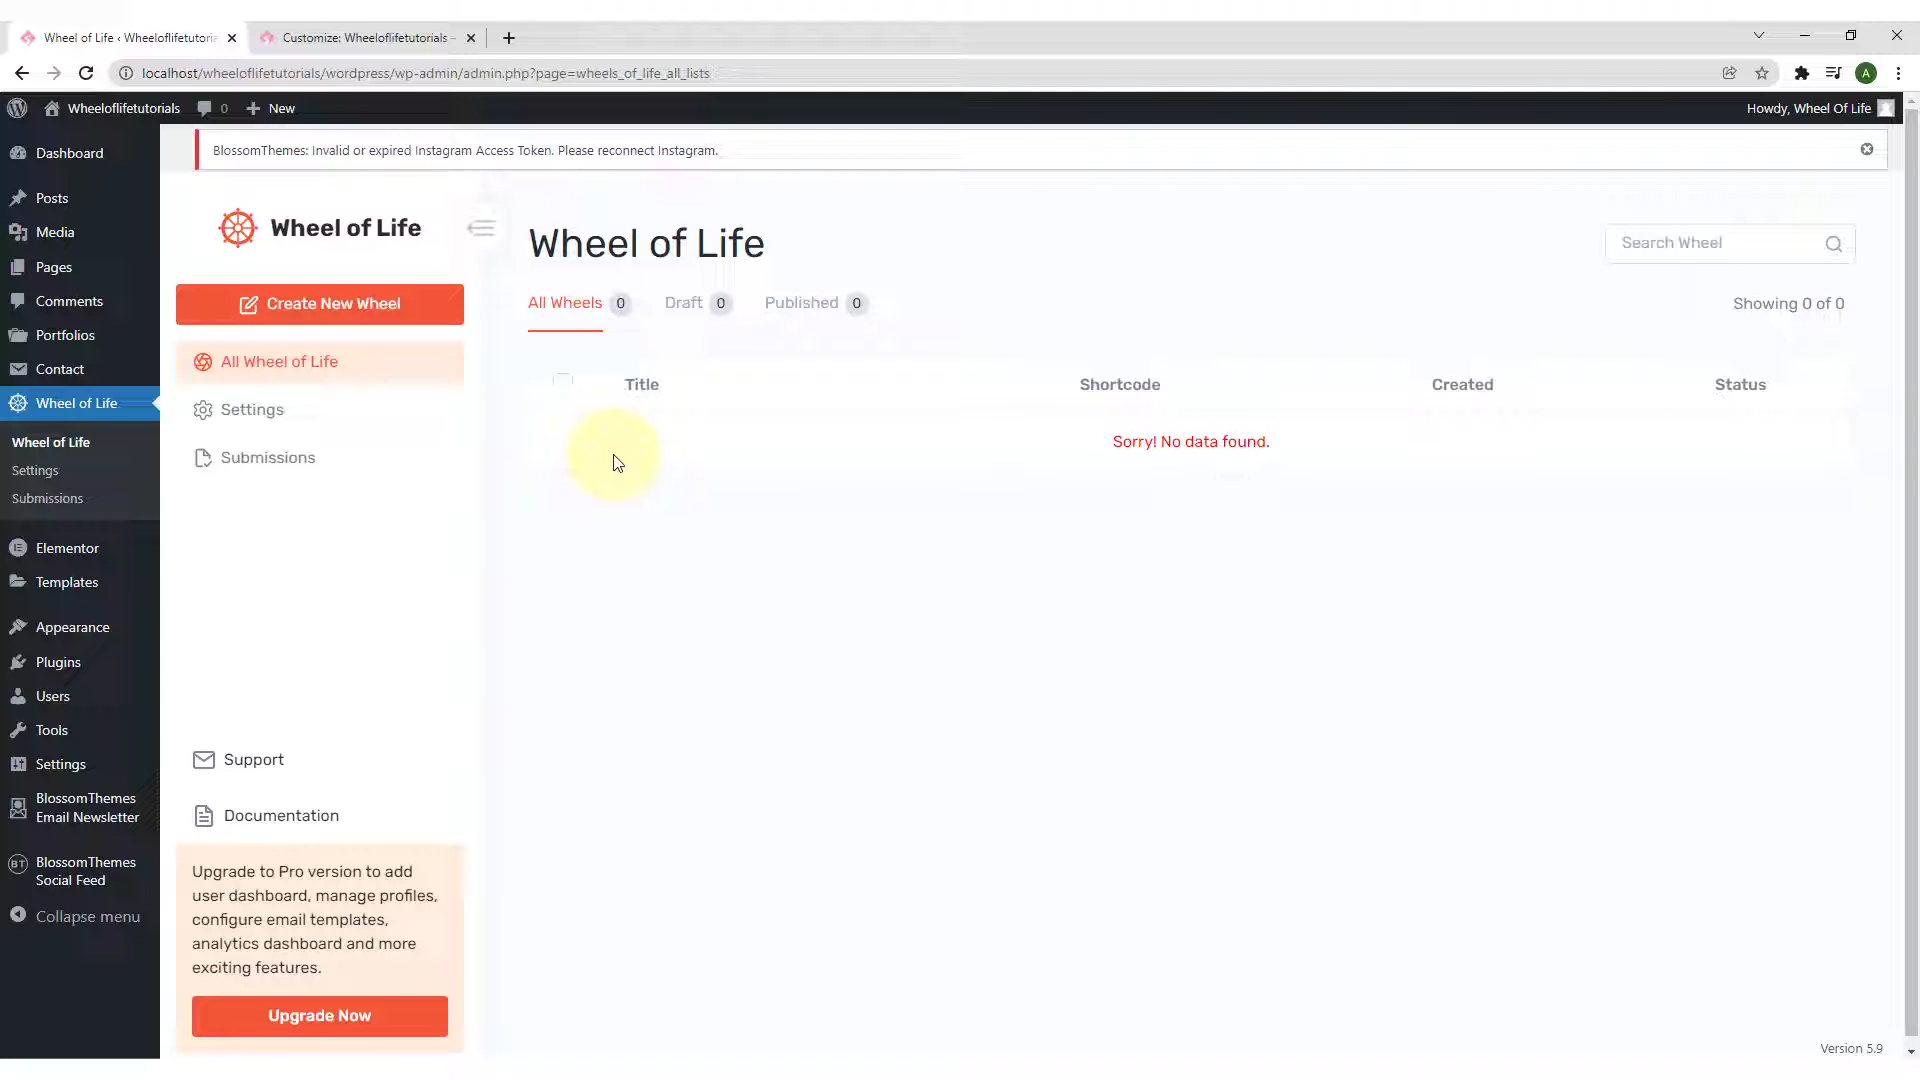 Wheel of Life ‹ Wheeloflifetutoria
Customize: Wheeloflifetutorials –
localhost/wheeloflifetutorials/wordpress/wp-admin/admin.php?page=wheels_of_life_all_lists
A
Wheeloflifetutorials
0
New
Howdy, Wheel Of Life
Dashboard
Posts
Media
Pages
Comments
Portfolios
Contact
Wheel of Life
Wheel of Life
Settings
Submissions
Elementor
Templates
Appearance
Plugins
Users
Tools
Settings
BlossomThemes
Email Newsletter
BT
BlossomThemes
Social Feed
Collapse menu
BlossomThemes: Invalid or expired Instagram Access Token. Please reconnect Instagram.
Wheel of Life
Create New Wheel
All Wheel of Life
Settings
Submissions
Support
Documentation
Upgrade to Pro version to add
user dashboard, manage profiles,
configure email templates,
analytics dashboard and more
exciting features.
Upgrade Now
Wheel of Life
Search Wheel
All Wheels 0
Draft 0
Published 0
Showing 0 of 0
Title
Shortcode
Created
Status
Sorry! No data found.
Version 5.9